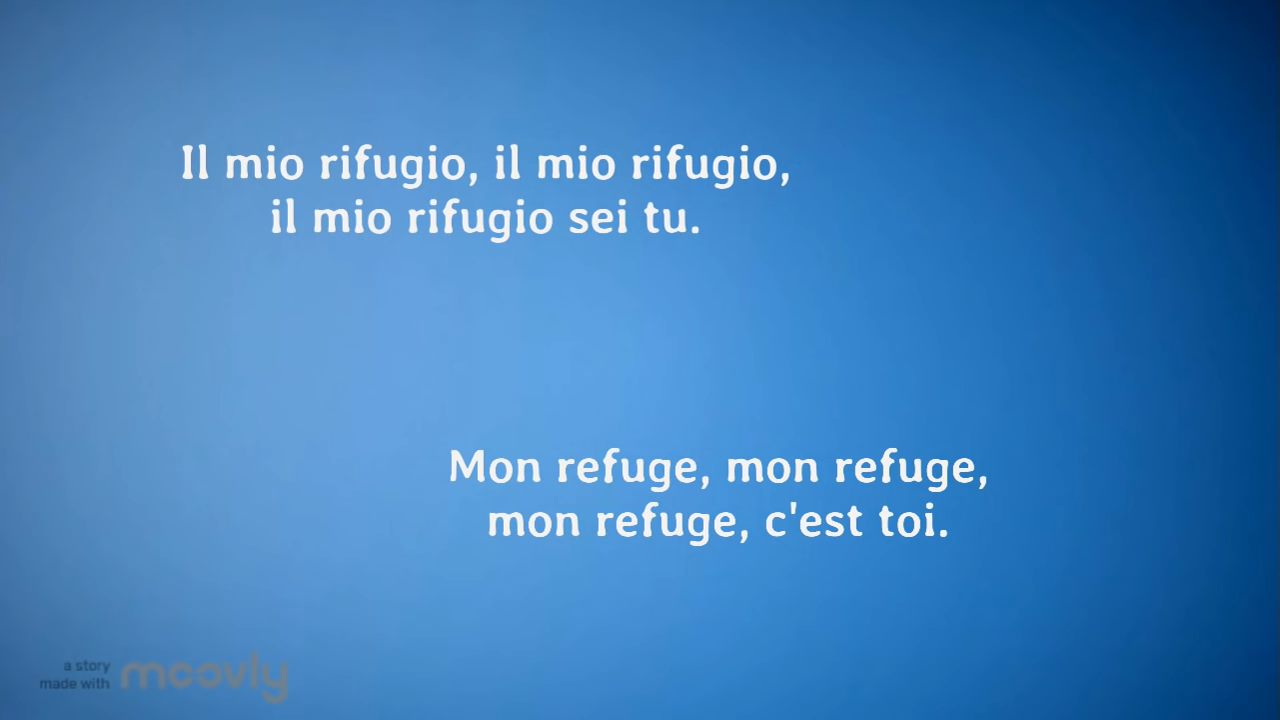 Il mio rifugio, il mio rifugio,
il mio rifugio sei tu.
Mon refuge, mon refuge,
mon refuge, c'est toi.
a story
made with
moovly